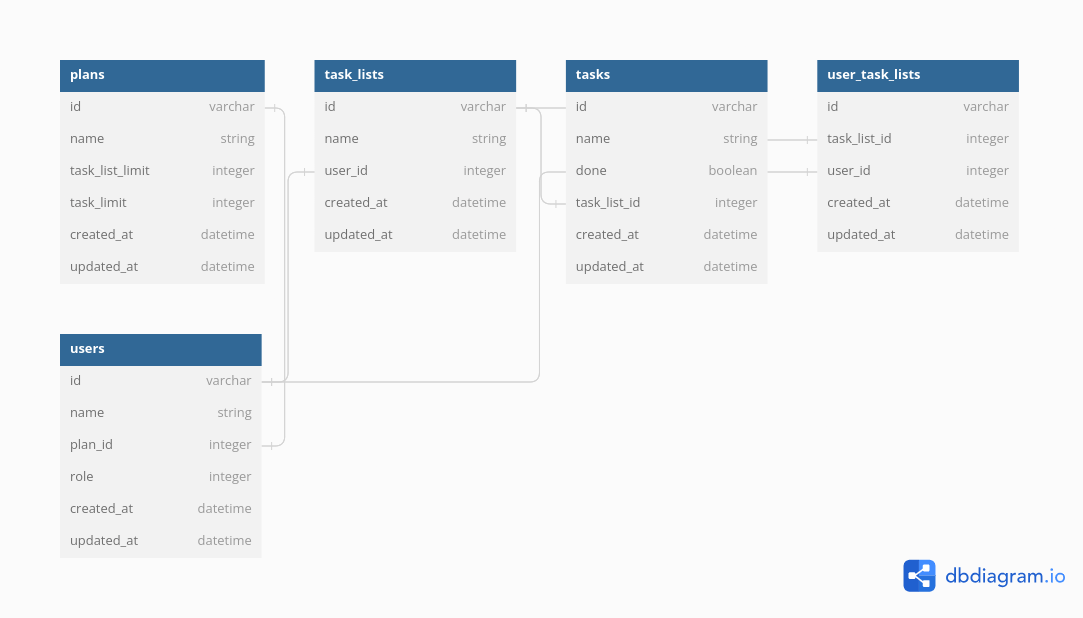 plans
id varchar
name string
task_list_limit integer
task_limit integer
created_at datetime
updated_at datetime
task_lists
id varchar
name string
user_id integer
created_at datetime
updated_at datetime
tasks
id varchar
name string
done boolean
task_list_id integer
created_at datetime
updated_at datetime
user_task_lists
id varchar
task_list_id integer
user_id integer
created_at datetime
updated_at datetime
users
id varchar
name string
plan_id integer
role integer
created_at datetime
updated_at datetime
dbdiagram.io